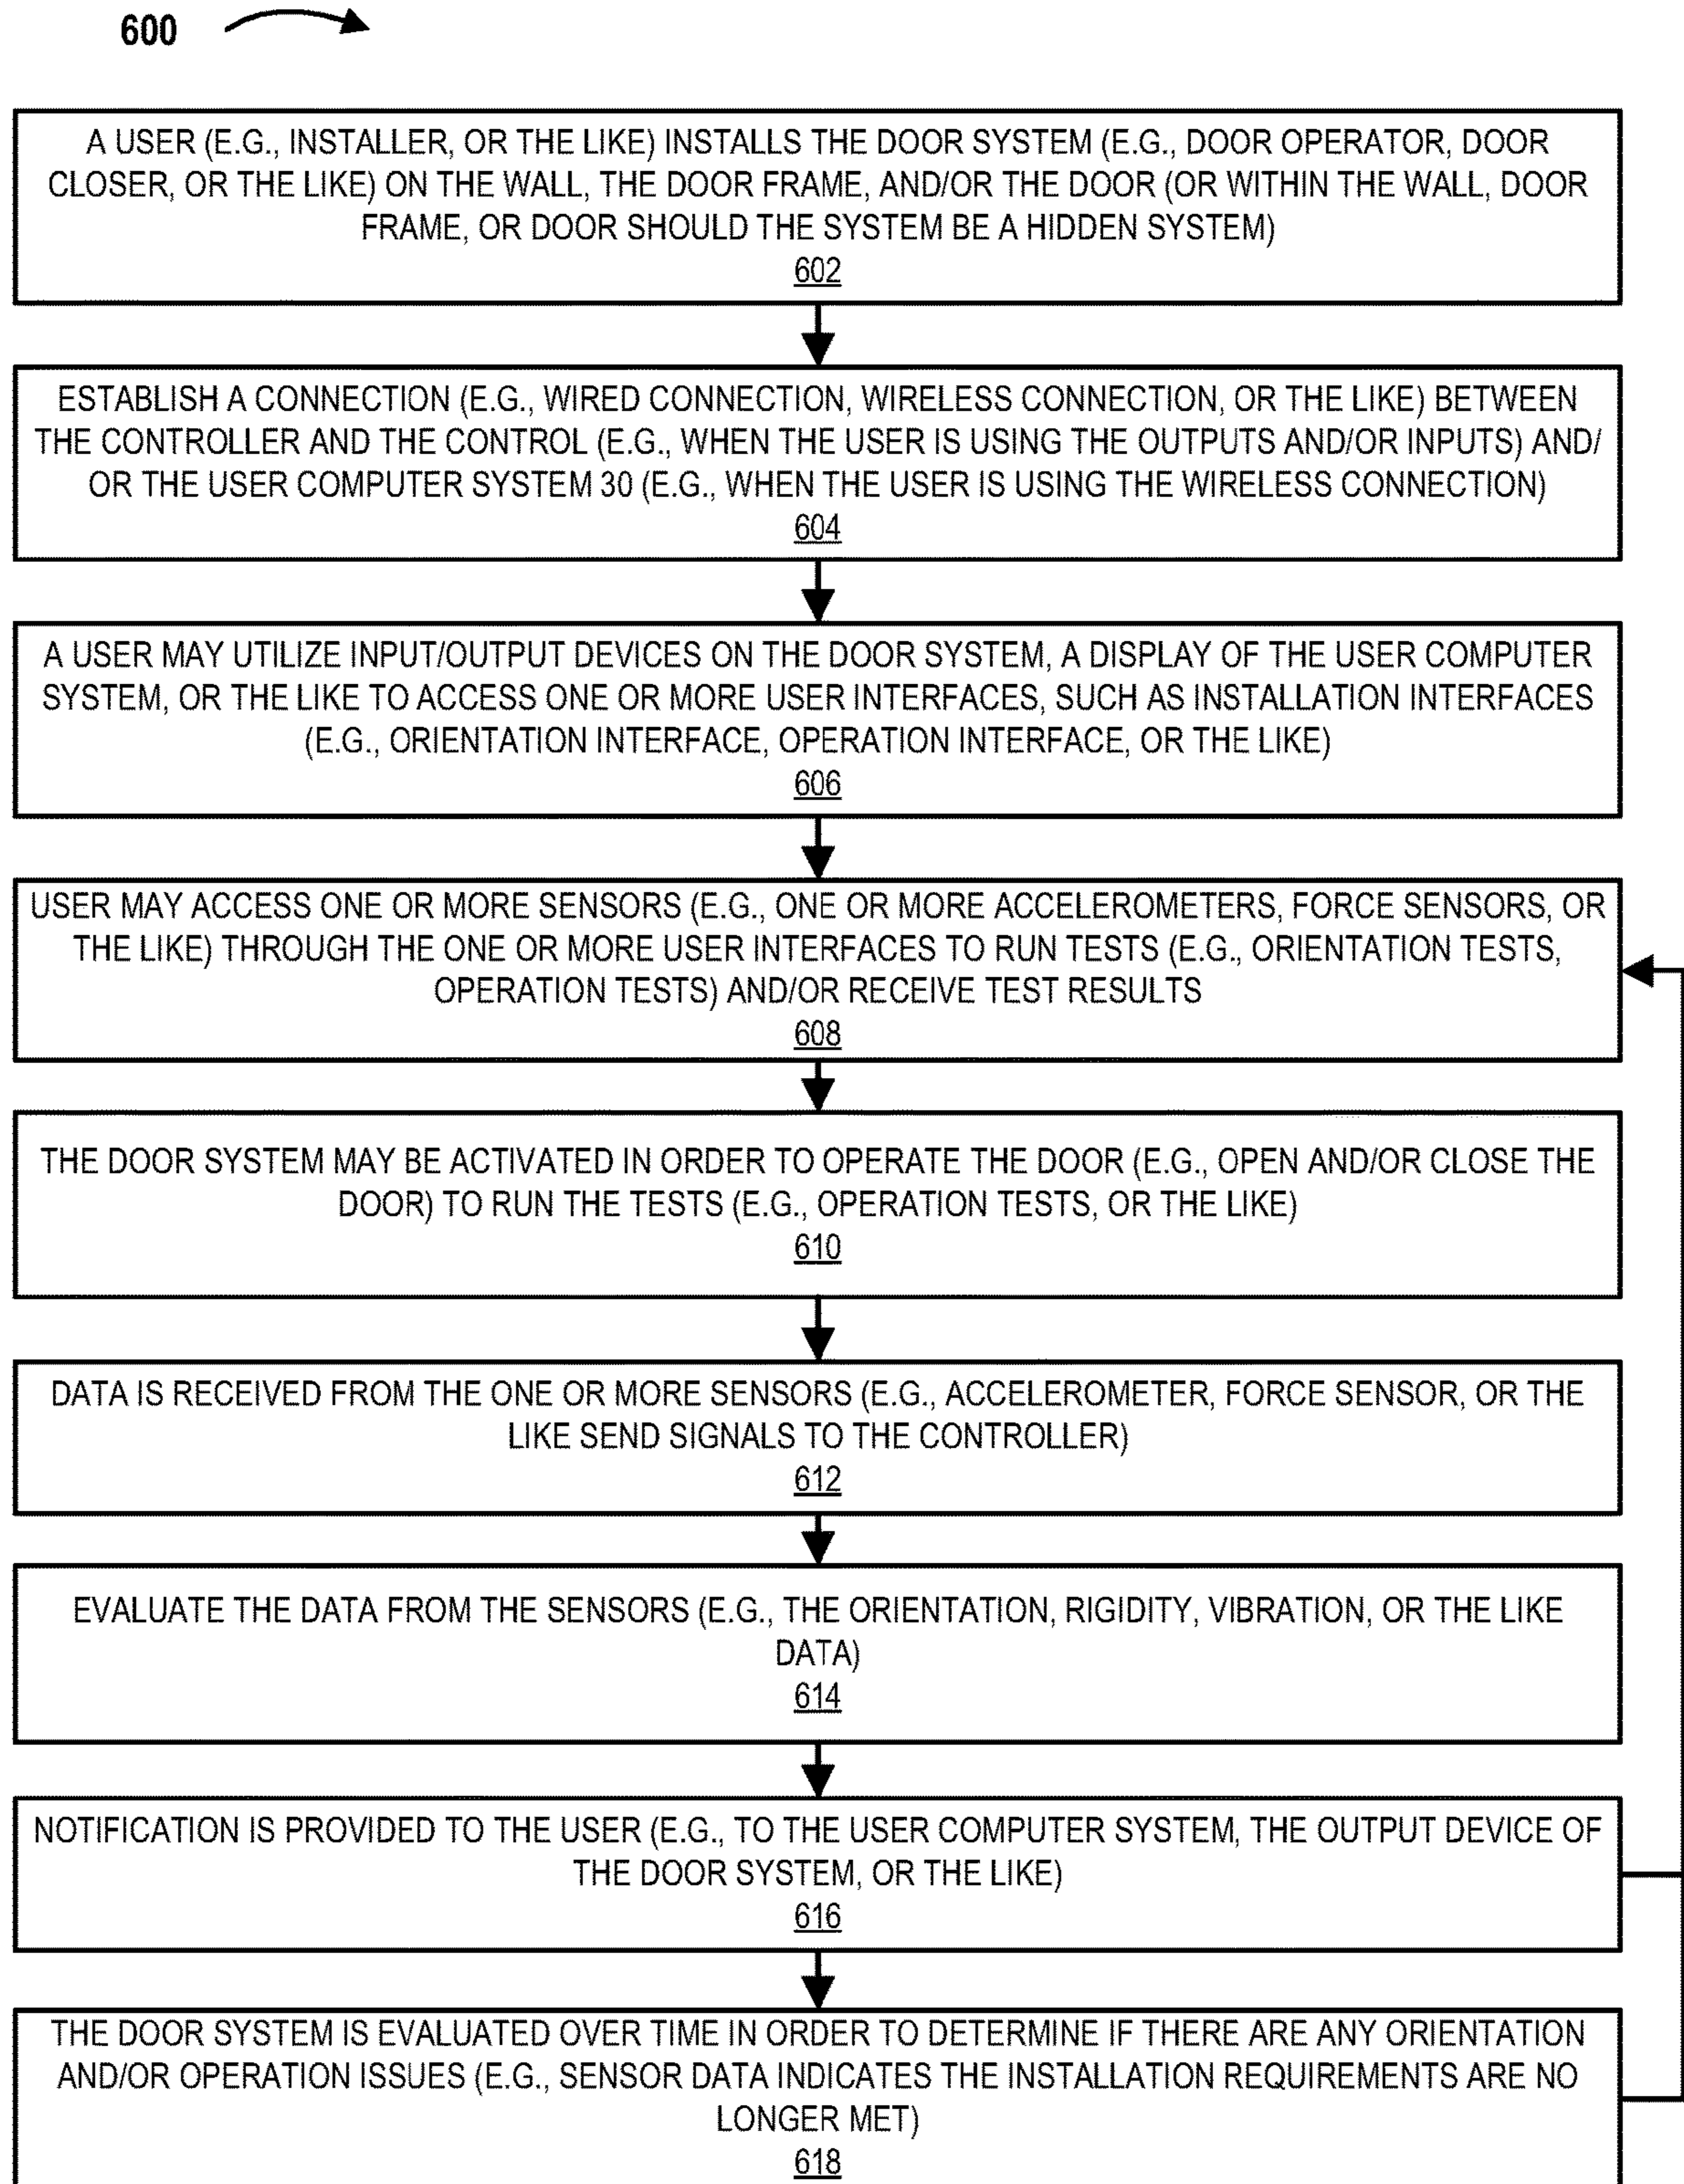 600
A USER (E.G., INSTALLER, OR THE LIKE) INSTALLS THE DOOR SYSTEM (E.G., DOOR OPERATOR, DOOR
CLOSER, OR THE LIKE) ON THE WALL, THE DOOR FRAME, AND/OR THE DOOR (OR WITHIN THE WALL, DOOR
FRAME, OR DOOR SHOULD THE SYSTEM BE A HIDDEN SYSTEM)
602
ESTABLISH A CONNECTION (E.G., WIRED CONNECTION, WIRELESS CONNECTION, OR THE LIKE) BETWEEN
THE CONTROLLER AND THE CONTROL (E.G., WHEN THE USER IS USING THE OUTPUTS AND/OR INPUTS) AND/
OR THE USER COMPUTER SYSTEM 30 (E.G., WHEN THE USER IS USING THE WIRELESS CONNECTION)
604
A USER MAY UTILIZE INPUT/OUTPUT DEVICES ON THE DOOR SYSTEM, A DISPLAY OF THE USER COMPUTER
SYSTEM, OR THE LIKE TO ACCESS ONE OR MORE USER INTERFACES, SUCH AS INSTALLATION INTERFACES
(E.G., ORIENTATION INTERFACE, OPERATION INTERFACE, OR THE LIKE)
606
USER MAY ACCESS ONE OR MORE SENSORS (E.G., ONE OR MORE ACCELEROMETERS, FORCE SENSORS, OR
THE LIKE) THROUGH THE ONE OR MORE USER INTERFACES TO RUN TESTS (E.G., ORIENTATION TESTS,
OPERATION TESTS) AND/OR RECEIVE TEST RESULTS
608
THE DOOR SYSTEM MAY BE ACTIVATED IN ORDER TO OPERATE THE DOOR (E.G., OPEN AND/OR CLOSE THE
DOOR) TO RUN THE TESTS (E.G., OPERATION TESTS, OR THE LIKE)
610
DATA IS RECEIVED FROM THE ONE OR MORE SENSORS (E.G., ACCELEROMETER, FORCE SENSOR, OR THE
LIKE SEND SIGNALS TO THE CONTROLLER)
612
EVALUATE THE DATA FROM THE SENSORS (E.G., THE ORIENTATION, RIGIDITY, VIBRATION, OR THE LIKE
DATA)
614
NOTIFICATION IS PROVIDED TO THE USER (E.G., TO THE USER COMPUTER SYSTEM, THE OUTPUT DEVICE OF
THE DOOR SYSTEM, OR THE LIKE)
616
THE DOOR SYSTEM IS EVALUATED OVER TIME IN ORDER TO DETERMINE IF THERE ARE ANY ORIENTATION
AND/OR OPERATION ISSUES (E.G., SENSOR DATA INDICATES THE INSTALLATION REQUIREMENTS ARE NO
LONGER MET)
618